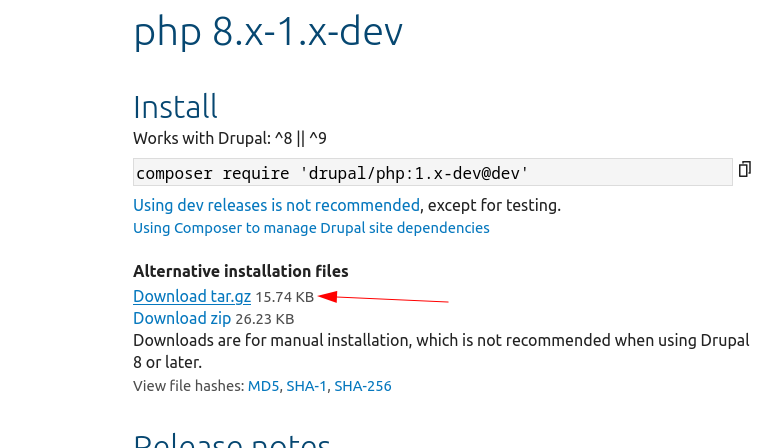 php 8.x-1.x-dev
Install
Works with Drupal: ^8 || ^9
composer require 'drupal/php:1.x-dev@dev'
Using dev releases is not recommended, except for testing.
Using Composer to manage Drupal site dependencies
Alternative installation files
Download tar.gz 15.74 KB
Download zip 26.23 KB
Downloads are for manual installation, which is not recommended when using Drupal
8 or later.
View file hashes: MD5, SHA-1, SHA-256
Release notes